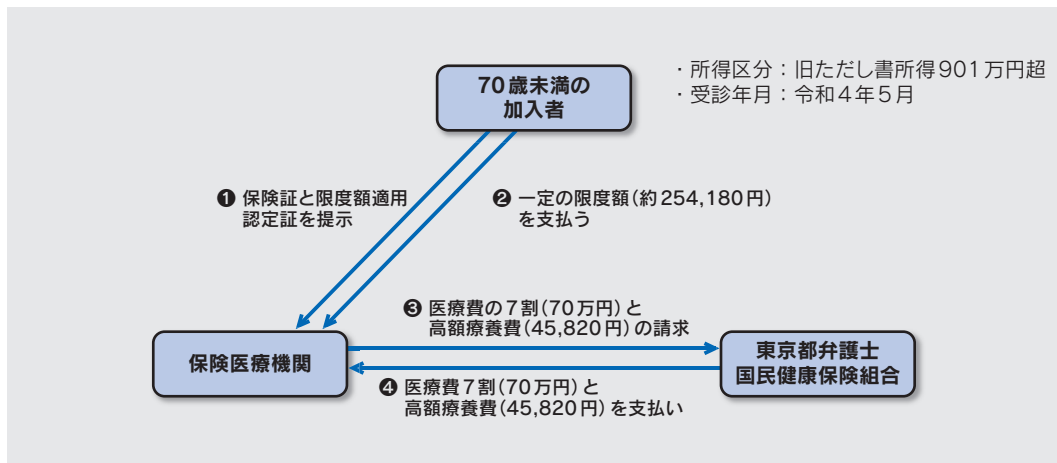 70歳未満の
加入者
・所得区分：旧ただし書所得901万円超
・受診年月：令和4年5月
❶ 保険証と限度額適用
認定証を提示
❷ 一定の限度額（約254,180円）
を支払う
❸ 医療費の7割（70万円）と
高額療養費（45,820円）の請求
保険医療機関
東京都弁護士
国民健康保険組合
❹ 医療費7割（70万円）と
高額療養費（45,820円）を支払い